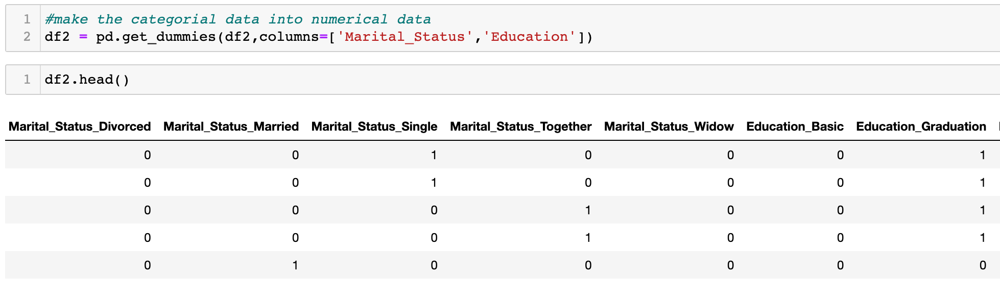 1 #make the categorial data into numerical data
2 df2 = pd.get_dummies(df2,columns=['Marital_Status','Education'])
1 df2.head()
Marital_Status_Divorced Marital_Status_Married Marital_Status_Single Marital_Status_Together Marital_Status_Widow Education_Basic Education_Graduation
0 0 1 0 0 0 1
0 0 1 0 0 0 1
0 0 0 1 0 0 1
0 0 0 1 0 0 1
0 1 0 0 0 0 0